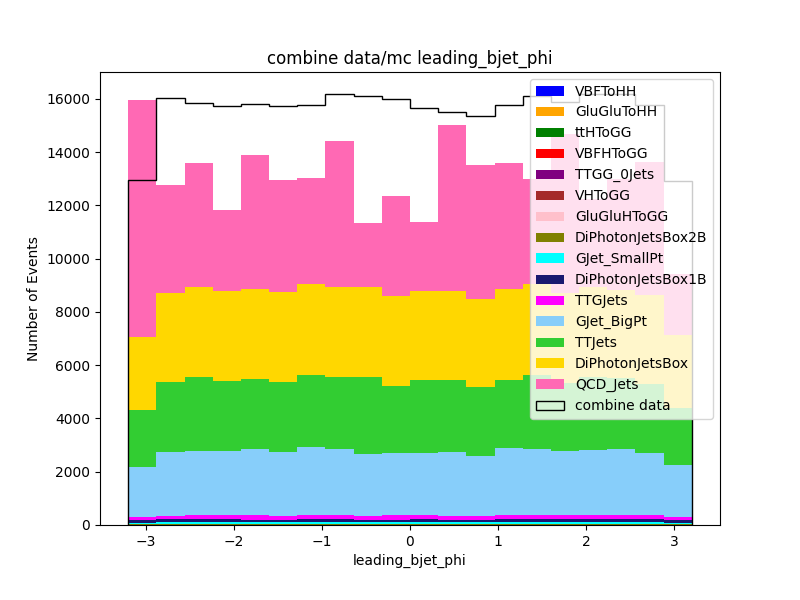 combine data/mc leading_bjet_phi
Number of Events
16000
14000
12000
10000
8000
6000
4000
2000
0
−3
−2
−1
0
1
2
3
leading_bjet_phi
VBFToHH
GluGluToHH
ttHToGG
VBFHToGG
TTGG_0Jets
VHToGG
GluGluHToGG
DiPhotonJetsBox2B
GJet_SmallPt
DiPhotonJetsBox1B
TTGJets
GJet_BigPt
TTJets
DiPhotonJetsBox
QCD_Jets
combine data